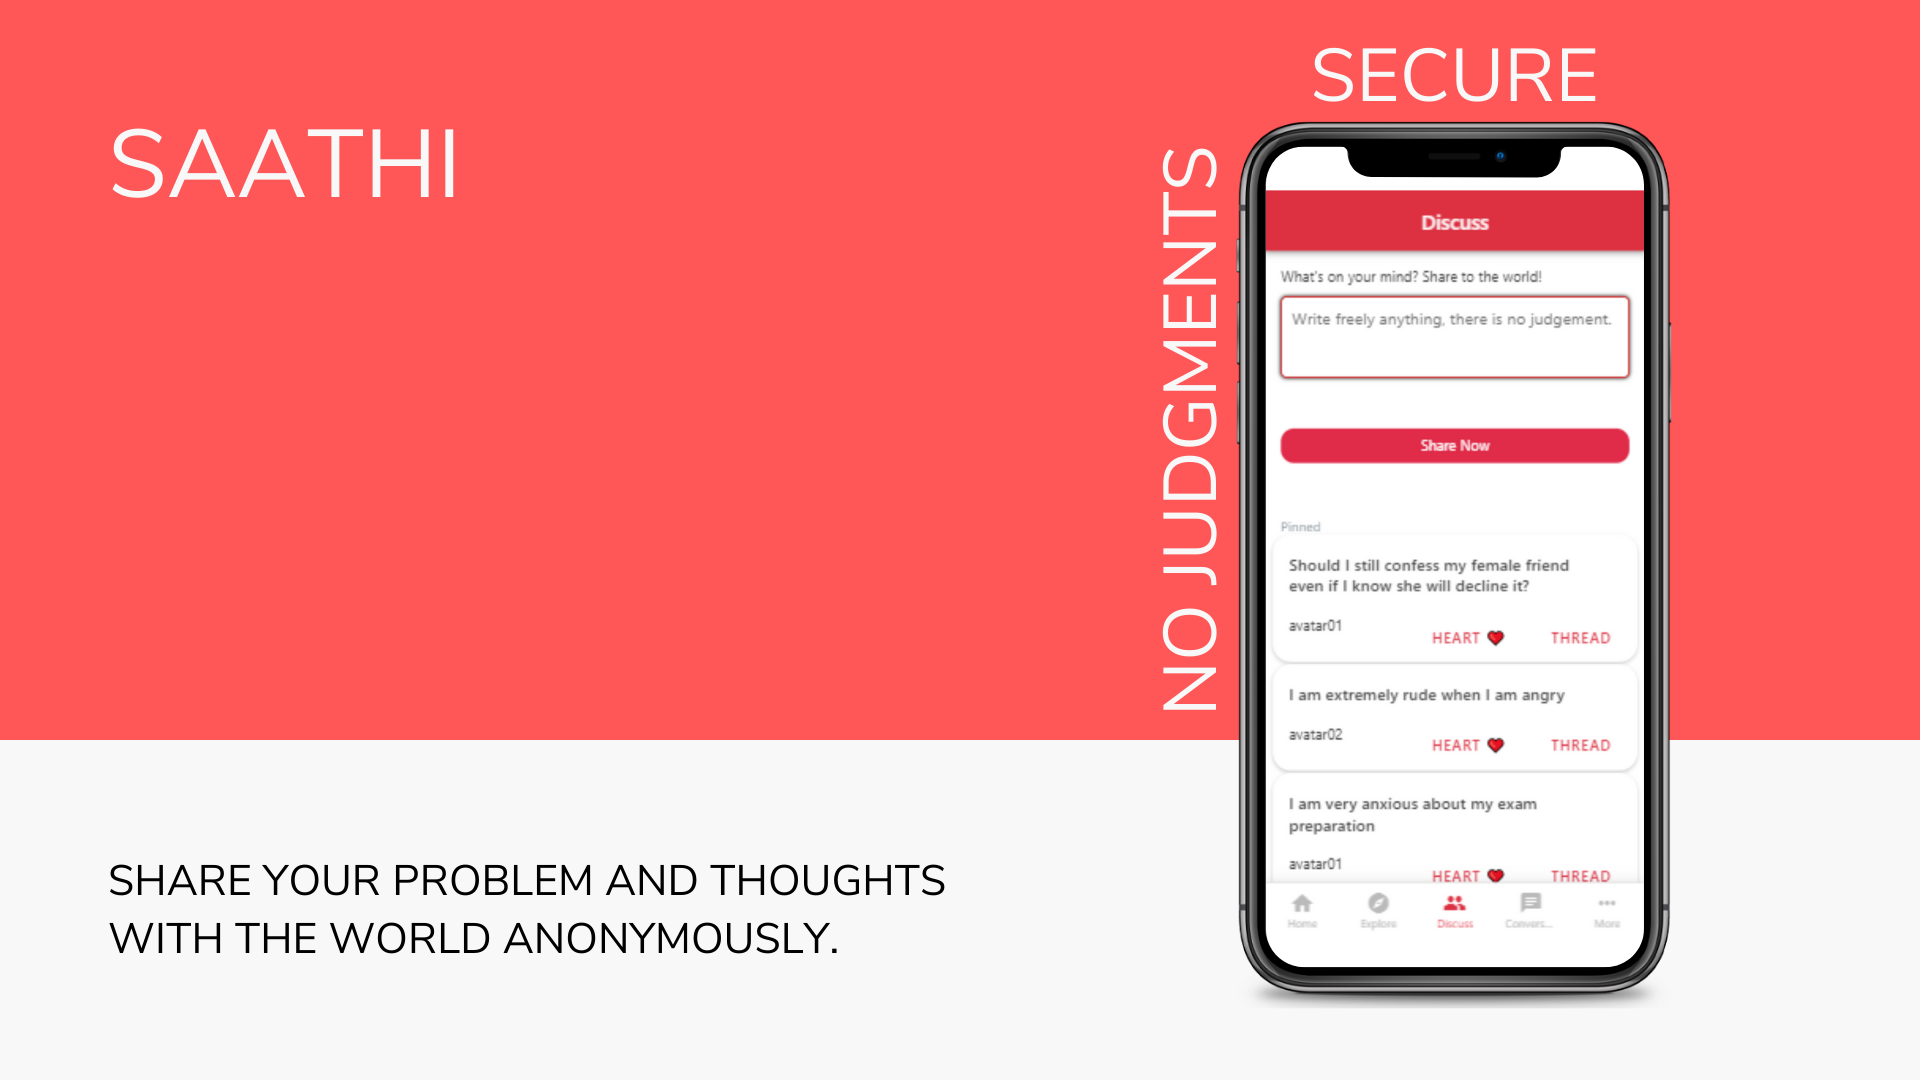 SAATHI
SECURE
NO JUDGMENTS
Discuss
What's on your mind? Share to the world!
Write freely anything, there is no judgement.
Share Now
Pinned
Should I still confess my female friend
even if I know she will decline it?
avatar01
HEART ❤ THREAD
I am extremely rude when I am angry
avatar02
HEART ❤ THREAD
I am very anxious about my exam
preparation
avatar01
HEART ❤ THREAD
Home Explore Discuss Convers... More
SHARE YOUR PROBLEM AND THOUGHTS
WITH THE WORLD ANONYMOUSLY.